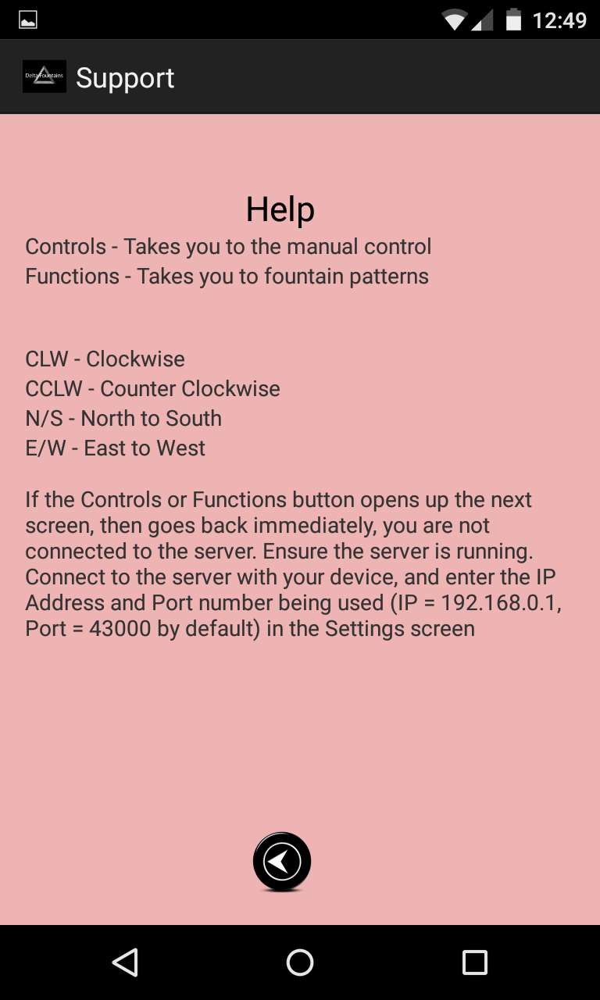 12:49
Delta Fountains
Support
Help
Controls - Takes you to the manual control
Functions - Takes you to fountain patterns
CLW - Clockwise
CCLW - Counter Clockwise
N/S - North to South
E/W - East to West
If the Controls or Functions button opens up the next
screen, then goes back immediately, you are not
connected to the server. Ensure the server is running.
Connect to the server with your device, and enter the IP
Address and Port number being used (IP = 192.168.0.1,
Port = 43000 by default) in the Settings screen